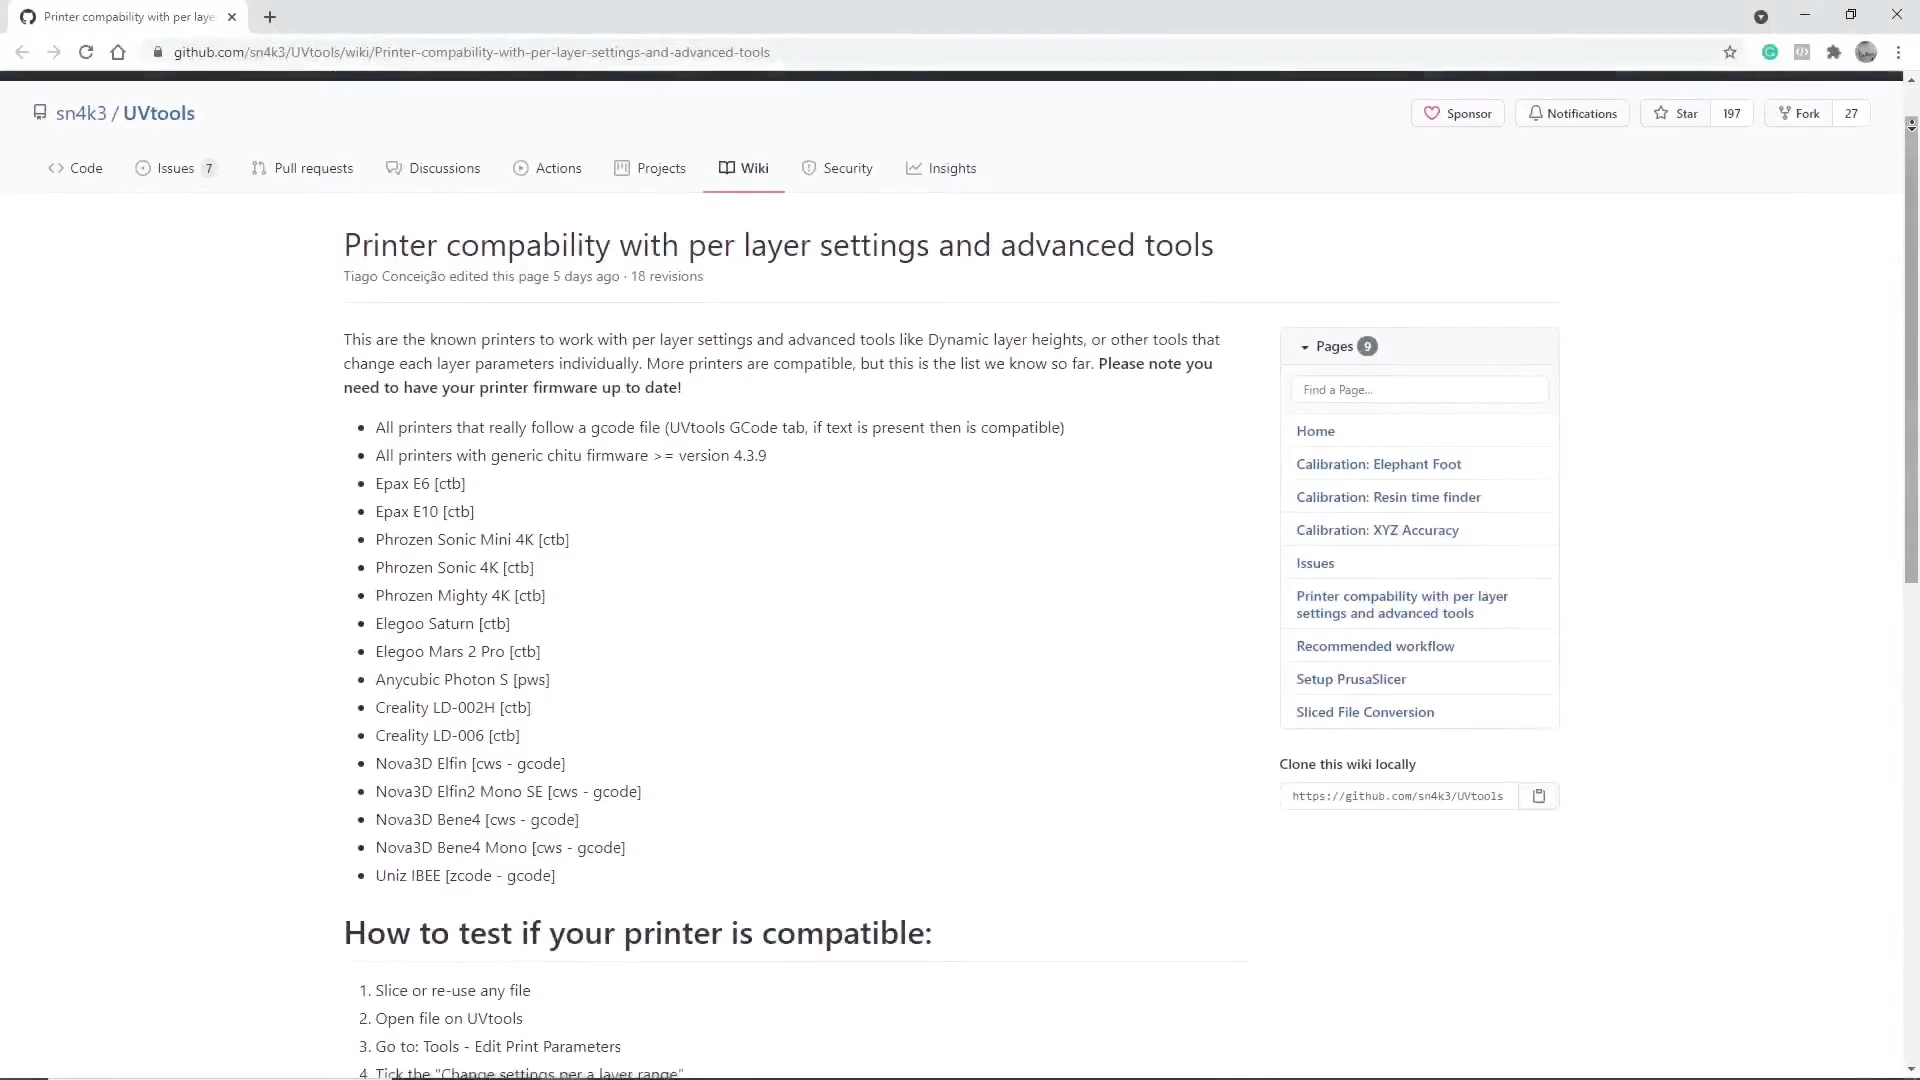 Printer compability with per laye
github.com/sn4k3/UVtools/wiki/Printer-compability-with-per-layer-settings-and-advanced-tools
sn4k3 / UVtools
Sponsor
Notifications
Star 197
Fork 27
Code
Issues 7
Pull requests
Discussions
Actions
Projects
Wiki
Security
Insights
Printer compability with per layer settings and advanced tools
Tiago Conceição edited this page 5 days ago · 18 revisions
This are the known printers to work with per layer settings and advanced tools like Dynamic layer heights, or other tools that
change each layer parameters individually. More printers are compatible, but this is the list we know so far. Please note you
need to have your printer firmware up to date!
• All printers that really follow a gcode file (UVtools GCode tab, if text is present then is compatible)
• All printers with generic chitu firmware >= version 4.3.9
• Epax E6 [ctb]
• Epax E10 [ctb]
• Phrozen Sonic Mini 4K [ctb]
• Phrozen Sonic 4K [ctb]
• Phrozen Mighty 4K [ctb]
• Elegoo Saturn [ctb]
• Elegoo Mars 2 Pro [ctb]
• Anycubic Photon S [pws]
• Creality LD-002H [ctb]
• Creality LD-006 [ctb]
• Nova3D Elfin [cws - gcode]
• Nova3D Elfin2 Mono SE [cws - gcode]
• Nova3D Bene4 [cws - gcode]
• Nova3D Bene4 Mono [cws - gcode]
• Uniz IBEE [zcode - gcode]
How to test if your printer is compatible:
1. Slice or re-use any file
2. Open file on UVtools
3. Go to: Tools - Edit Print Parameters
4. Tick the "Change settings per a layer range"
Pages 9
Find a Page...
Home
Calibration: Elephant Foot
Calibration: Resin time finder
Calibration: XYZ Accuracy
Issues
Printer compability with per layer
settings and advanced tools
Recommended workflow
Setup PrusaSlicer
Sliced File Conversion
Clone this wiki locally
https://github.com/sn4k3/UVtools